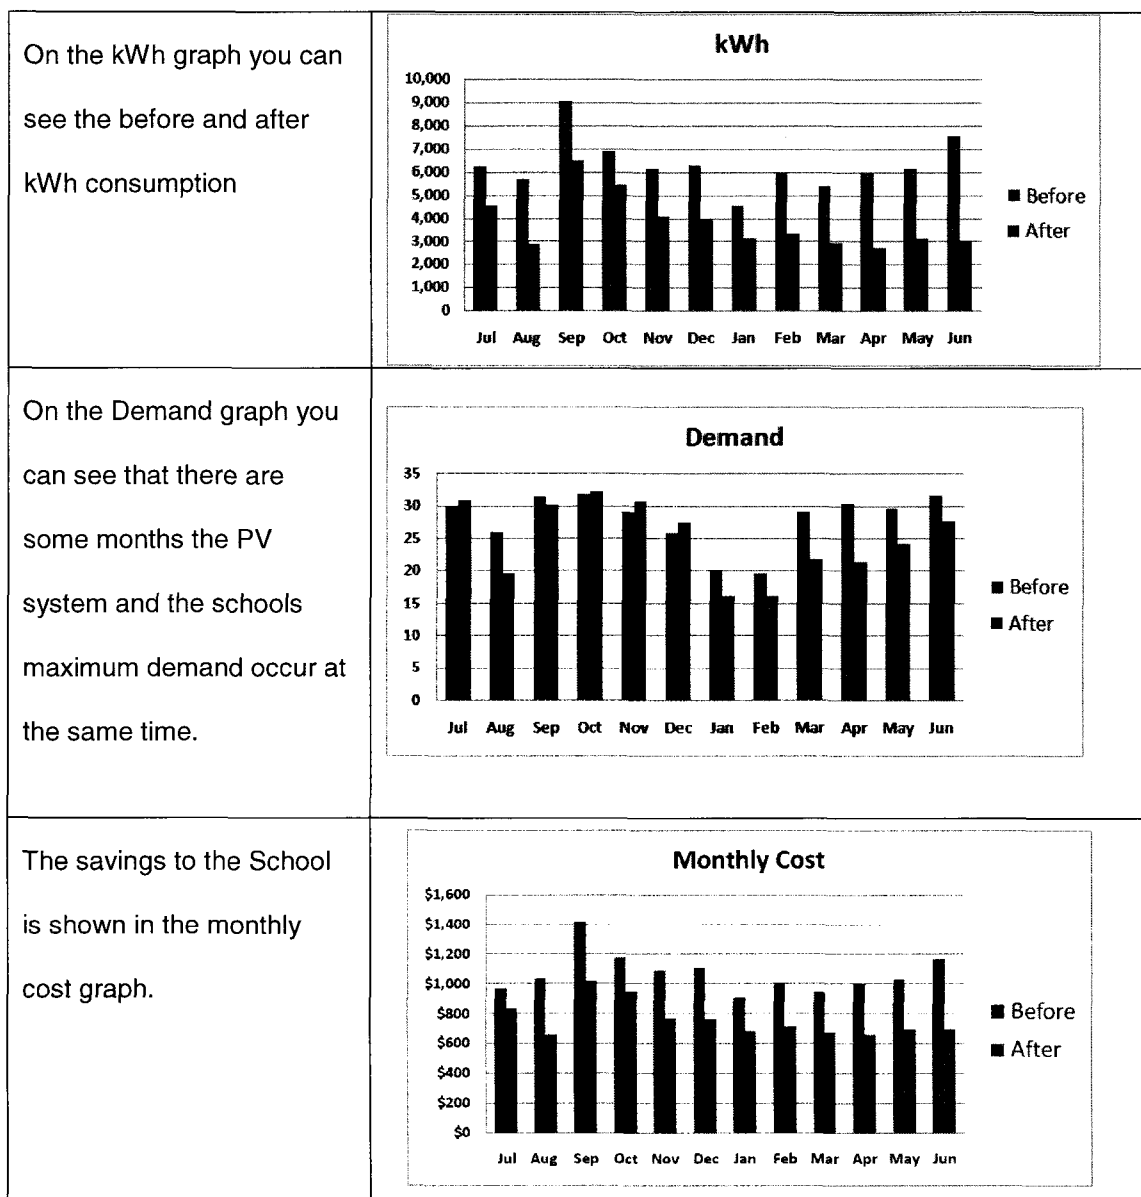 On the kWh graph you can
see the before and after
kWh consumption
kWh
10,000
9,000
8,000
7,000
6,000
5,000
4,000
3,000
2,000
1,000
0
Jul Aug Sep Oct Nov Dec Jan Feb Mar Apr May Jun
Before
After
On the Demand graph you
can see that there are
some months the PV
system and the schools
maximum demand occur at
the same time.
Demand
35
30
25
20
15
10
5
0
Jul Aug Sep Oct Nov Dec Jan Feb Mar Apr May Jun
Before
After
The savings to the School
is shown in the monthly
cost graph.
Monthly Cost
$1,600
$1,400
$1,200
$1,000
$800
$600
$400
$200
$0
Jul Aug Sep Oct Nov Dec Jan Feb Mar Apr May Jun
Before
After